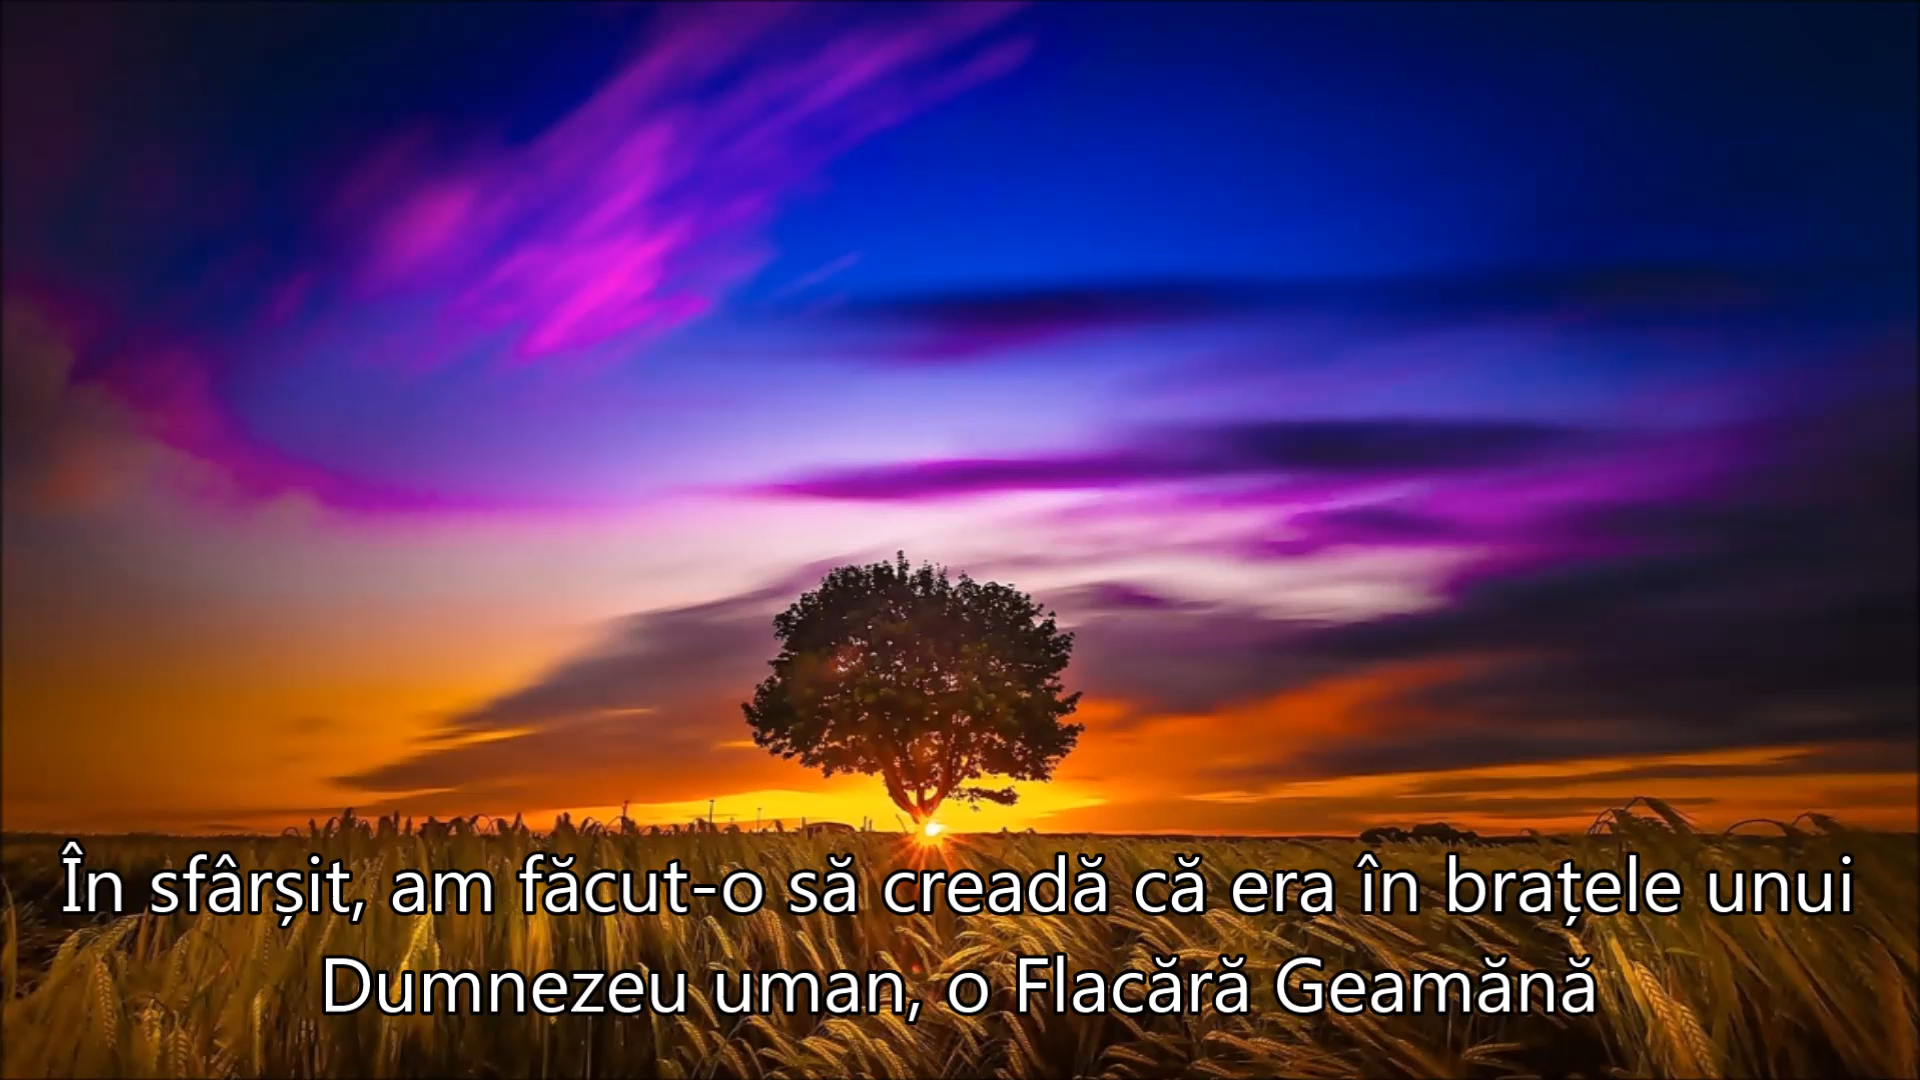 În sfârșit, am făcut-o să creadă că era în brațele unui
Dumnezeu uman, o Flacără Geamănă